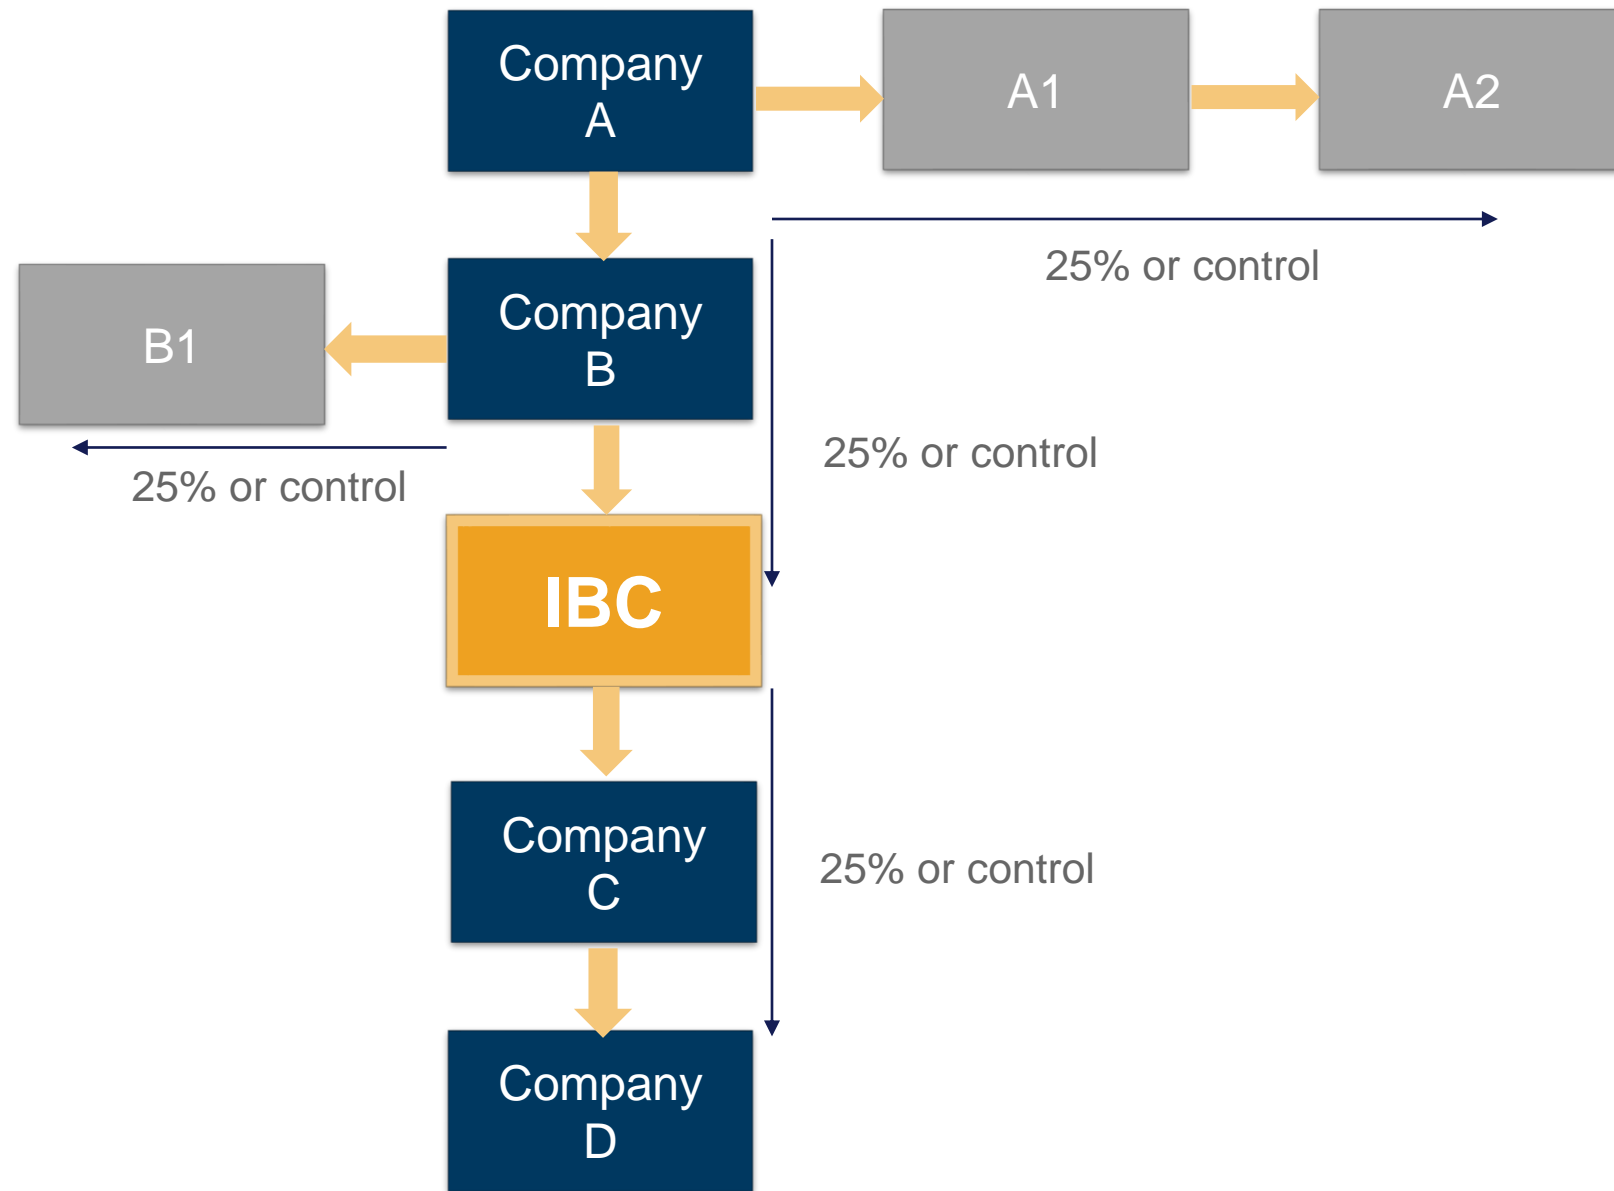 Company
A
A1
A2
25% or control
Company
B
B1
25% or control
25% or control
IBC
Company
C
25% or control
Company
D